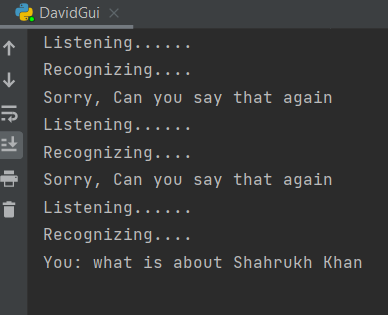 DavidGui
Listening......
Recognizing....
Sorry, Can you say that again
Listening......
Recognizing....
Sorry, Can you say that again
Listening......
Recognizing....
You: what is about Shahrukh Khan